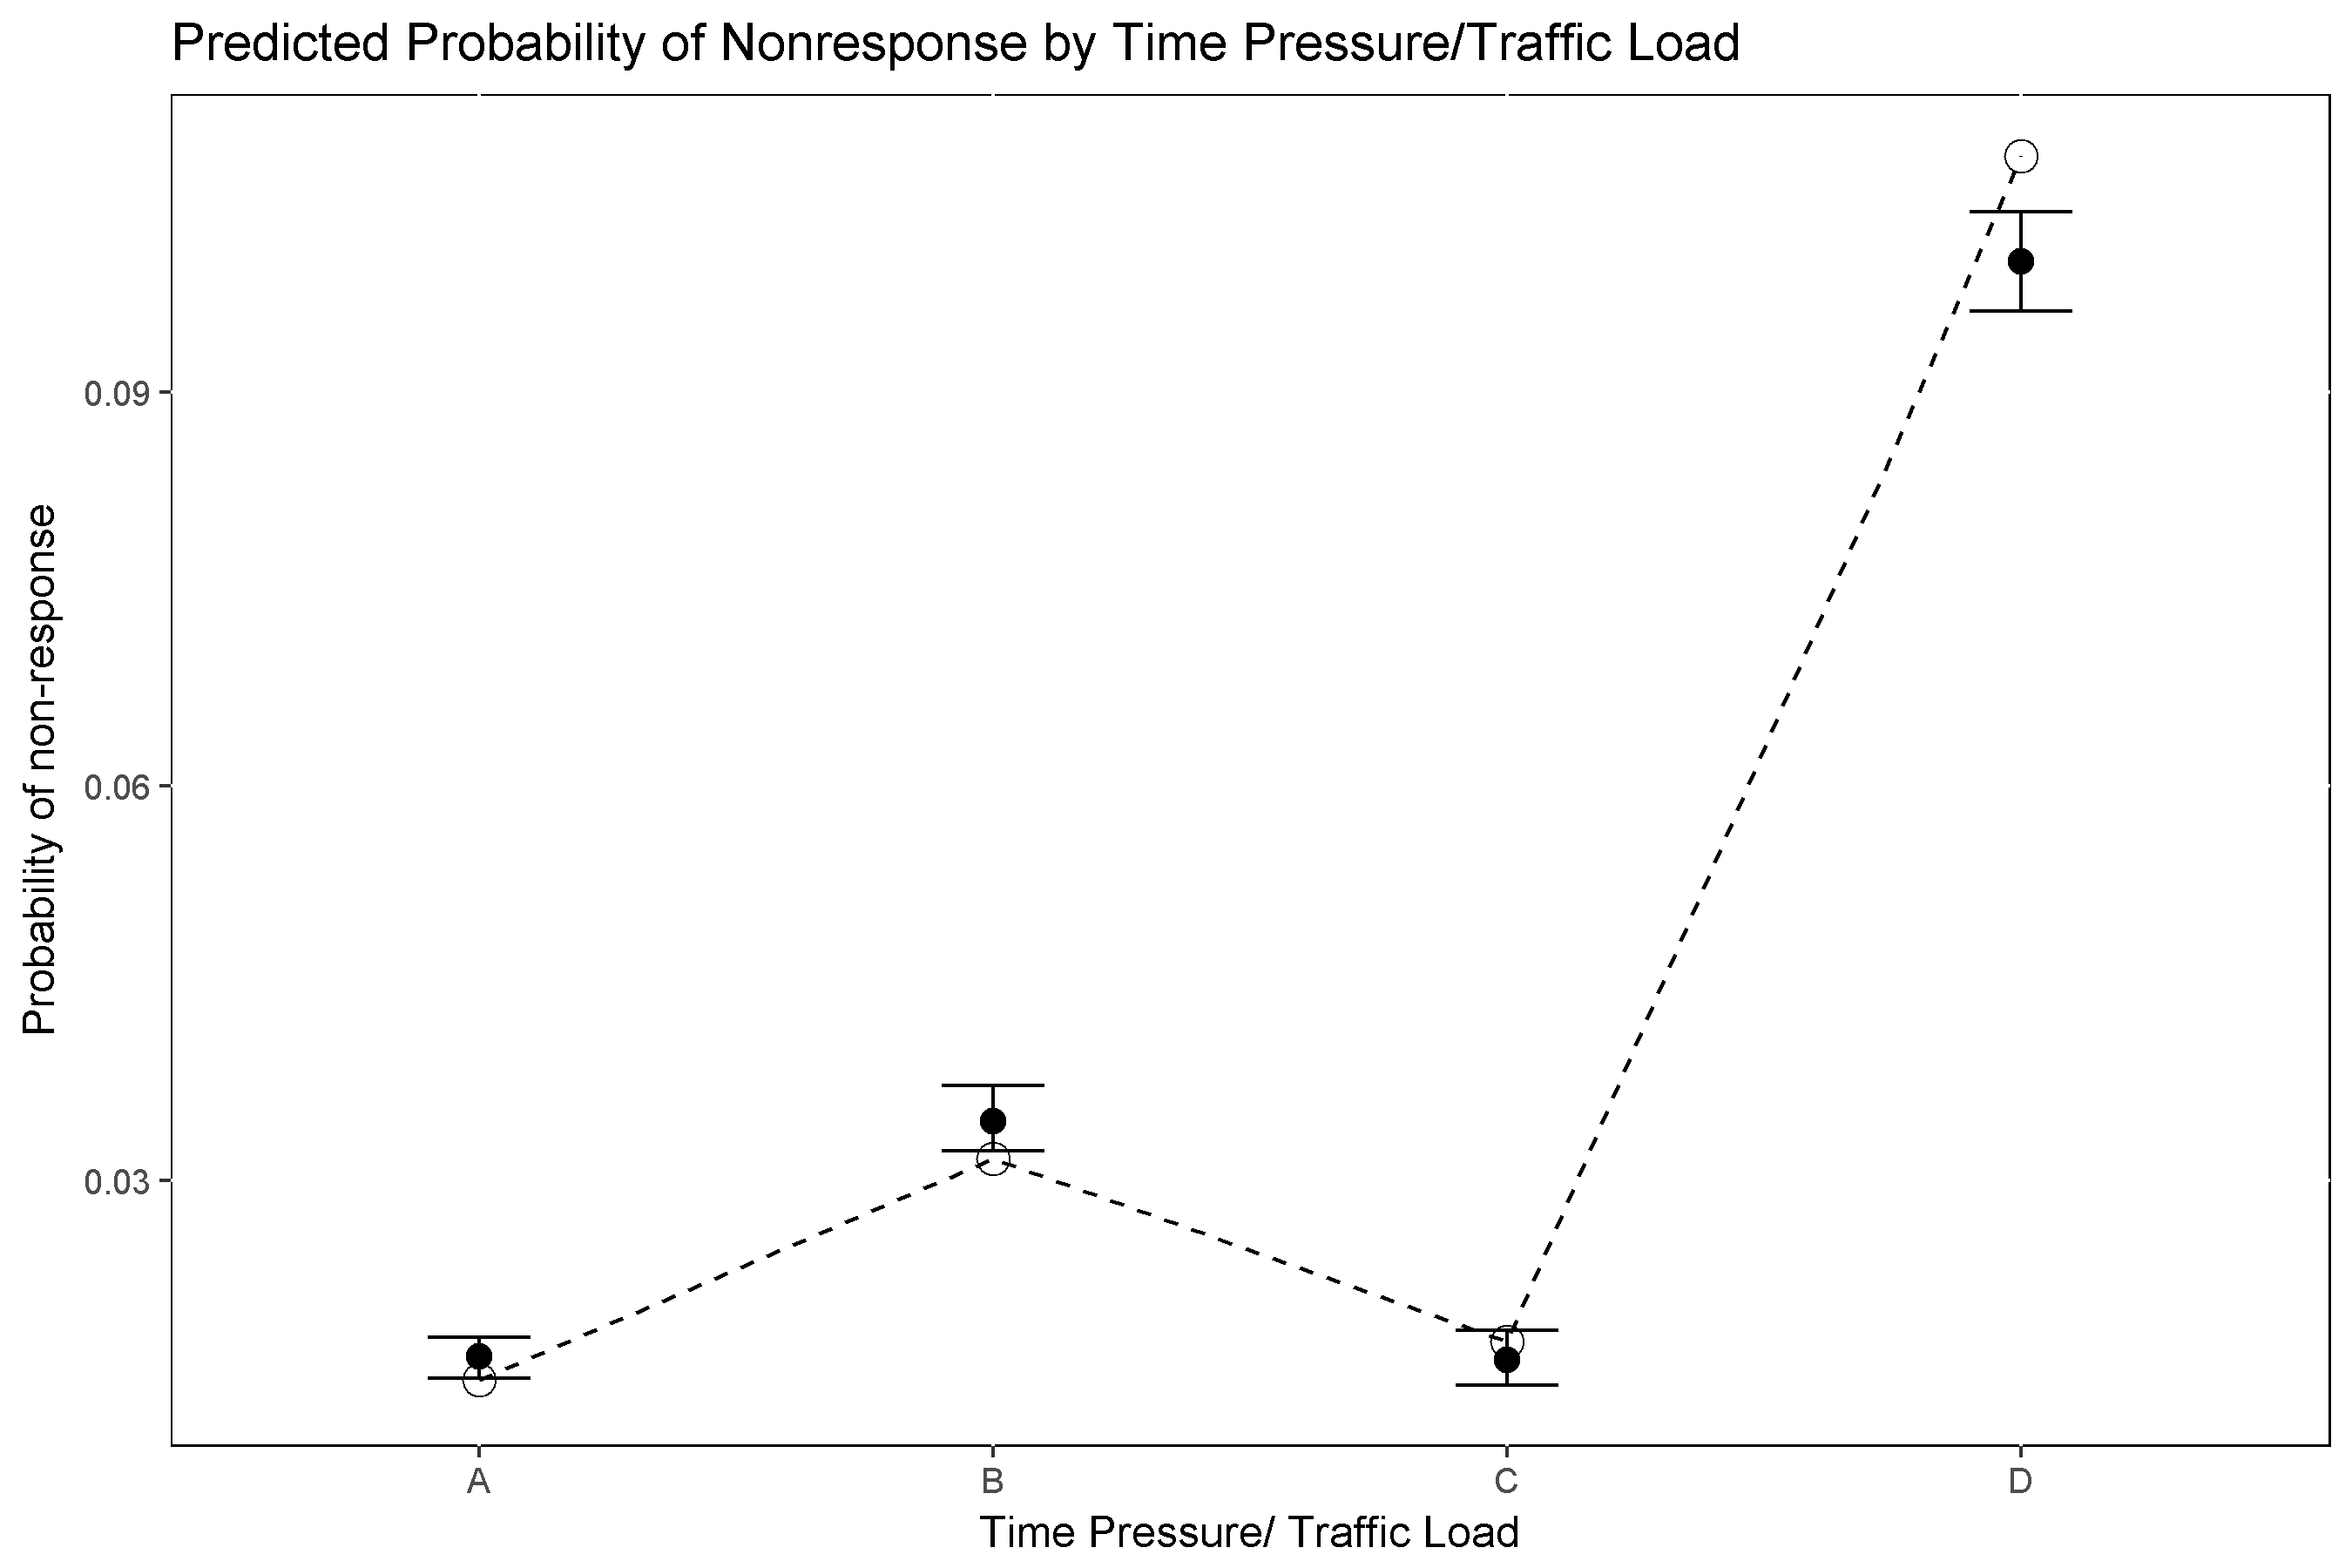 Predicted Probability of Nonresponse by Time Pressure/Traffic Load
Probability of non-response
0.09
0.06
0.03
A B C D
Time Pressure/ Traffic Load